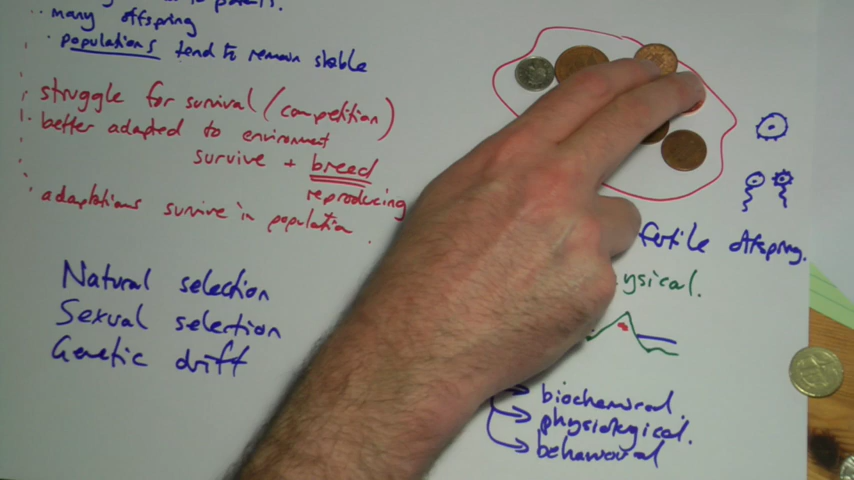 many offspring
populations tend to remain stable
struggle for survival (competition)
better adapted to environment
survive + breed
reproducing
adaptations survive in population.
Natural selection
Sexual selection
Genetic drift
fertile offspring.
ysical.
biochemical.
physiological.
behavioural